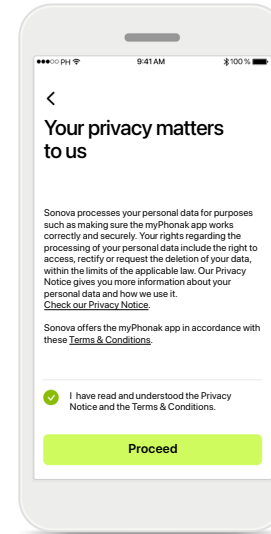 ●●●○○ PH 9:41 AM 100 %
Your privacy matters
to us
Sonova processes your personal data for purposes
such as making sure the myPhonak app works
correctly and securely. Your rights regarding the
processing of your personal data include the right to
access, rectify or request the deletion of your data,
within the limits of the applicable law. Our Privacy
Notice gives you more information about your
personal data and how we use it.
Check our Privacy Notice.
Sonova offers the myPhonak app in accordance with
these Terms & Conditions.
I have read and understood the Privacy
Notice and the Terms & Conditions.
Proceed